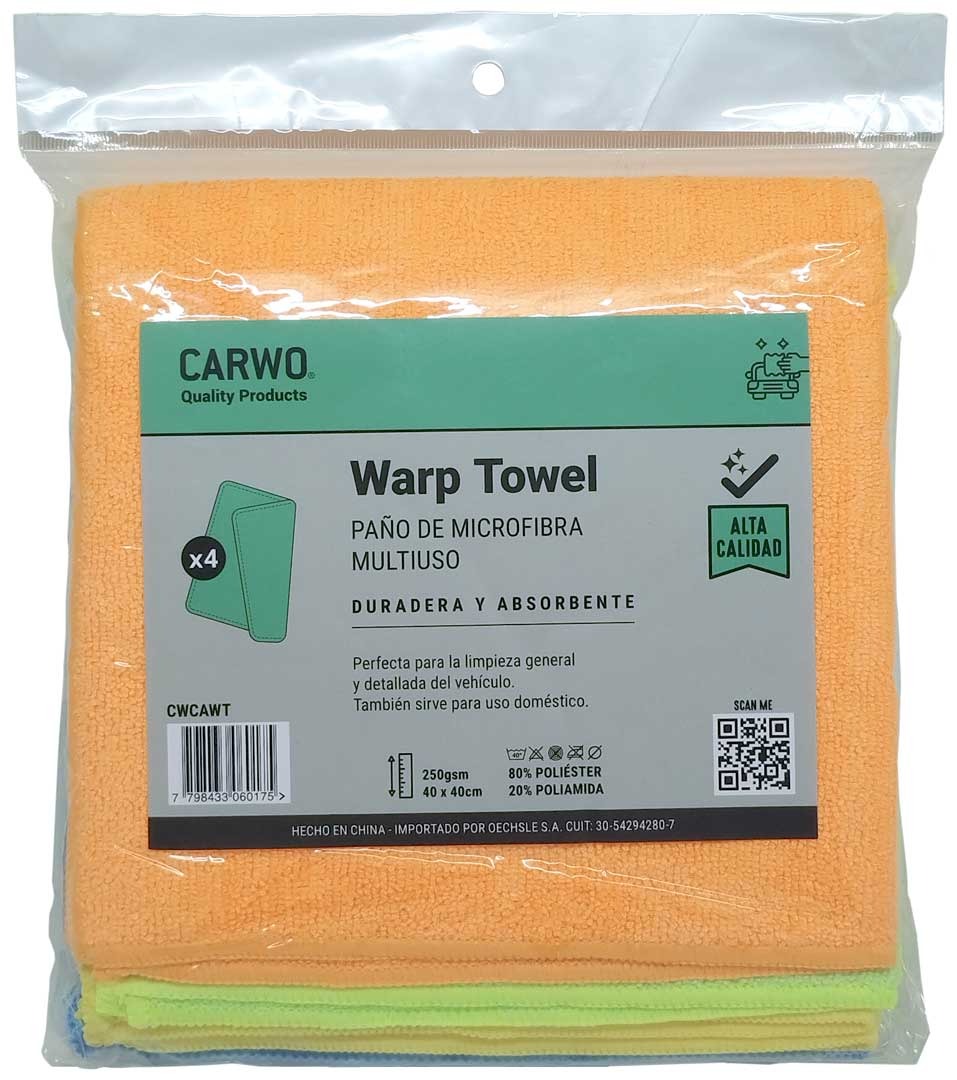 CARWO®
Quality Products
Warp Towel
PAÑO DE MICROFIBRA
MULTIUSO
x4
ALTA
CALIDAD
DURADERA Y ABSORBENTE
Perfecta para la limpieza general
y detallada del vehículo.
También sirve para uso doméstico.
CWCAWT
SCAN ME
40°
250gsm
80% POLIÉSTER
40 x 40cm
20% POLIAMIDA
7 798433 060175 >
HECHO EN CHINA - IMPORTADO POR OECHSLE S.A. CUIT: 30-54294280-7